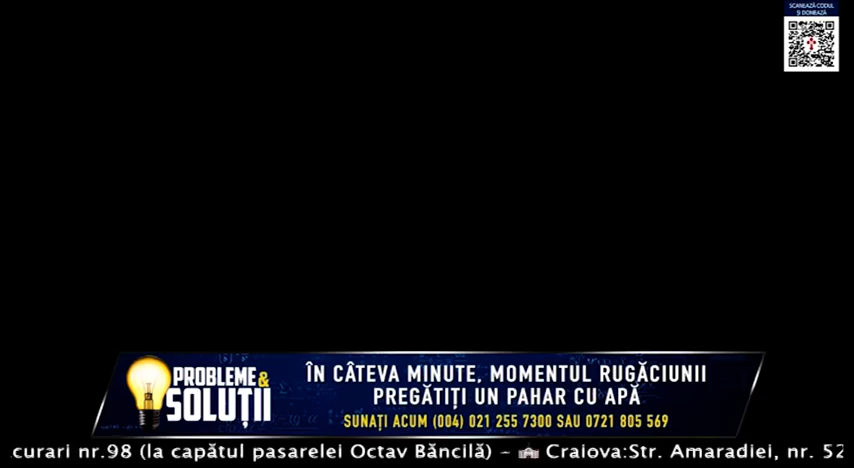 SCANEAZĂ CODUL
ȘI DONEAZĂ
PROBLEME&
SOLUȚII
ÎN CÂTEVA MINUTE, MOMENTUL RUGĂCIUNII
PREGĂTIȚI UN PAHAR CU APĂ
SUNAȚI ACUM (004) 021 255 7300 SAU 0721 805 569
curari nr.98 (la capătul pasarelei Octav Băncilă) – Craiova:Str. Amaradiei, nr. 52